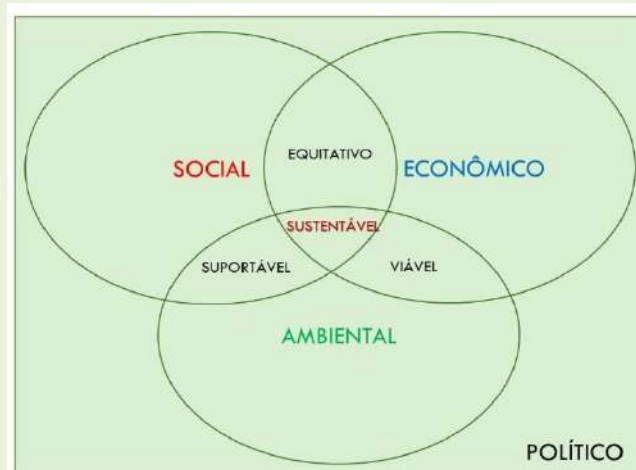 EQUITATIVO
SOCIAL
ECONÔMICO
SUSTENTÁVEL
SUPORTÁVEL
VIÁVEL
AMBIENTAL
POLÍTICO